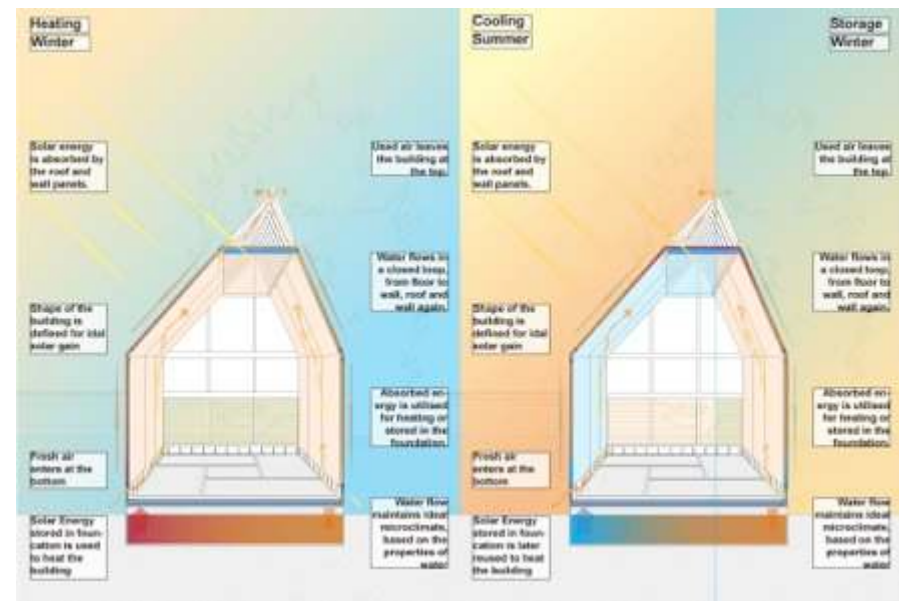 Heating
Winter
Solar energy
is absorbed by
the roof and
wall panels.
Shape of the
building is
defined for idal
solar gain
Fresh air
enters at the
bottom
Solar Energy
stored in foun-
cation is used
to heat the
building
Used air leaves
the building at
the top.
Water flows in
a closed loop,
from floor to
wall, roof and
wall again.
Absorbed en-
ergy is utilised
for heating or
stored in the
foundation.
Water flow
maintains ideal
microclimate,
based on the
properties of
water
Cooling
Summer
Solar energy
is absorbed by
the roof and
wall panels.
Shape of the
building is
defined for idal
solar gain
Fresh air
enters at the
bottom
Solar Energy
stored in foun-
cation is later
reused to heat
the building
Storage
Winter
Used air leaves
the building at
the top.
Water flows in
a closed loop,
from floor to
wall, roof and
wall again.
Absorbed en-
ergy is utilised
for heating or
stored in the
foundation.
Water flow
maintains ideal
microclimate,
based on the
properties of
water